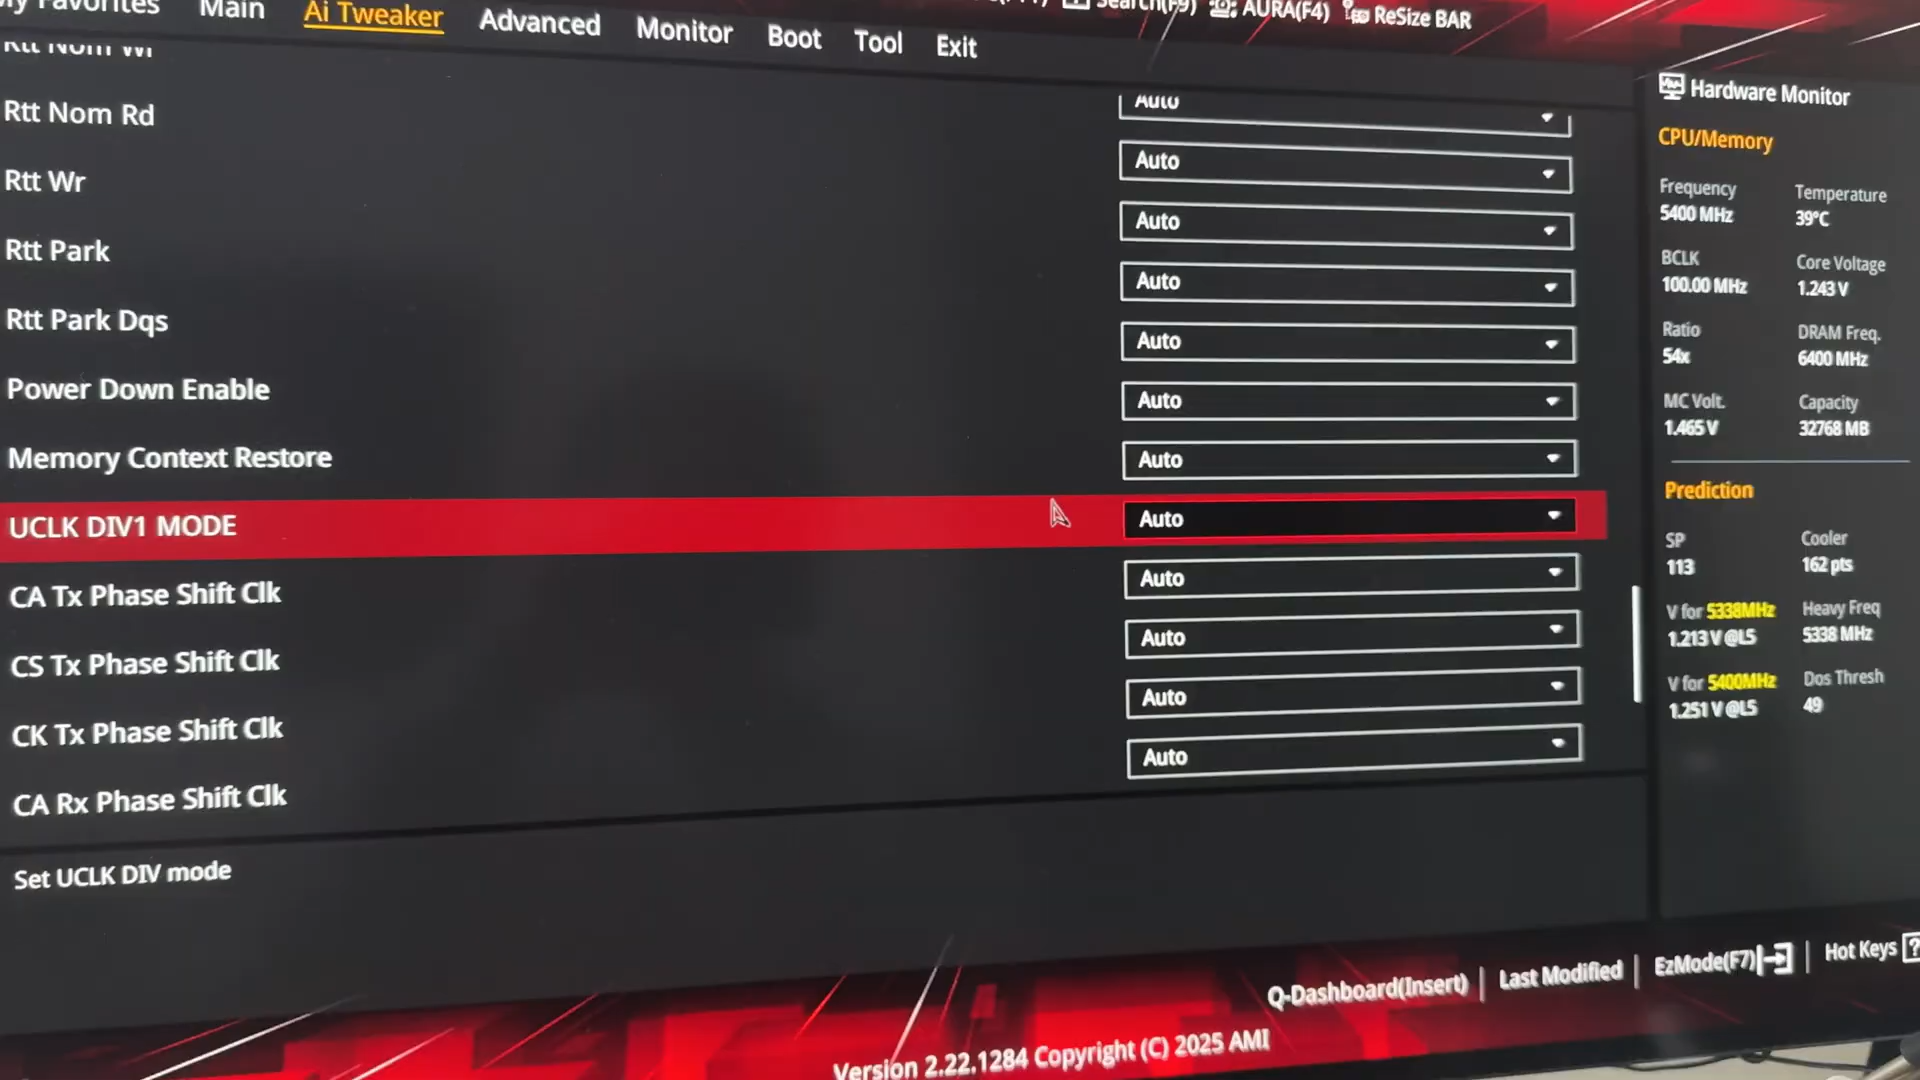 My Favorites Main Ai Tweaker Advanced Monitor Boot Tool Exit
Search(F9) AURA(F4) ReSize BAR
Rtt Nom Wr
Rtt Nom Rd Auto
Rtt Wr Auto
Rtt Park Auto
Rtt Park Dqs Auto
Power Down Enable Auto
Memory Context Restore Auto
Auto
UCLK DIV1 MODE Auto
CA Tx Phase Shift Clk Auto
CS Tx Phase Shift Clk Auto
CK Tx Phase Shift Clk Auto
CA Rx Phase Shift Clk Auto
Set UCLK DIV mode
Hardware Monitor
CPU/Memory
Frequency Temperature
5400 MHz 39°C
BCLK Core Voltage
100.00 MHz 1.243 V
Ratio DRAM Freq.
54x 6400 MHz
MC Volt. Capacity
1.465 V 32768 MB
Prediction
SP Cooler
113 162 pts
V for 5338MHz Heavy Freq
1.213 V @L5 5338 MHz
V for 5400MHz Dos Thresh
1.251 V @L5 49
Q-Dashboard(Insert) | Last Modified | EzMode(F7) | Hot Keys ?
Version 2.22.1284 Copyright (C) 2025 AMI